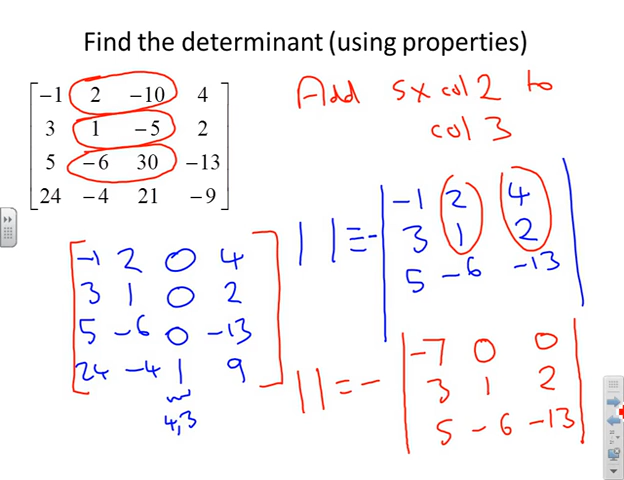 Find the determinant (using properties)
-1 2 -10 4
3 1 -5 2
5 -6 30 -13
24 -4 21 -9
Add 5x col 2 to
col 3
-1 2 0 4
3 1 0 2
5 -6 0 -13
24 -4 1 9
4,3
| | = -
-1 2 4
3 1 2
5 -6 -13
| | = -
-7 0 0
3 1 2
5 -6 -13